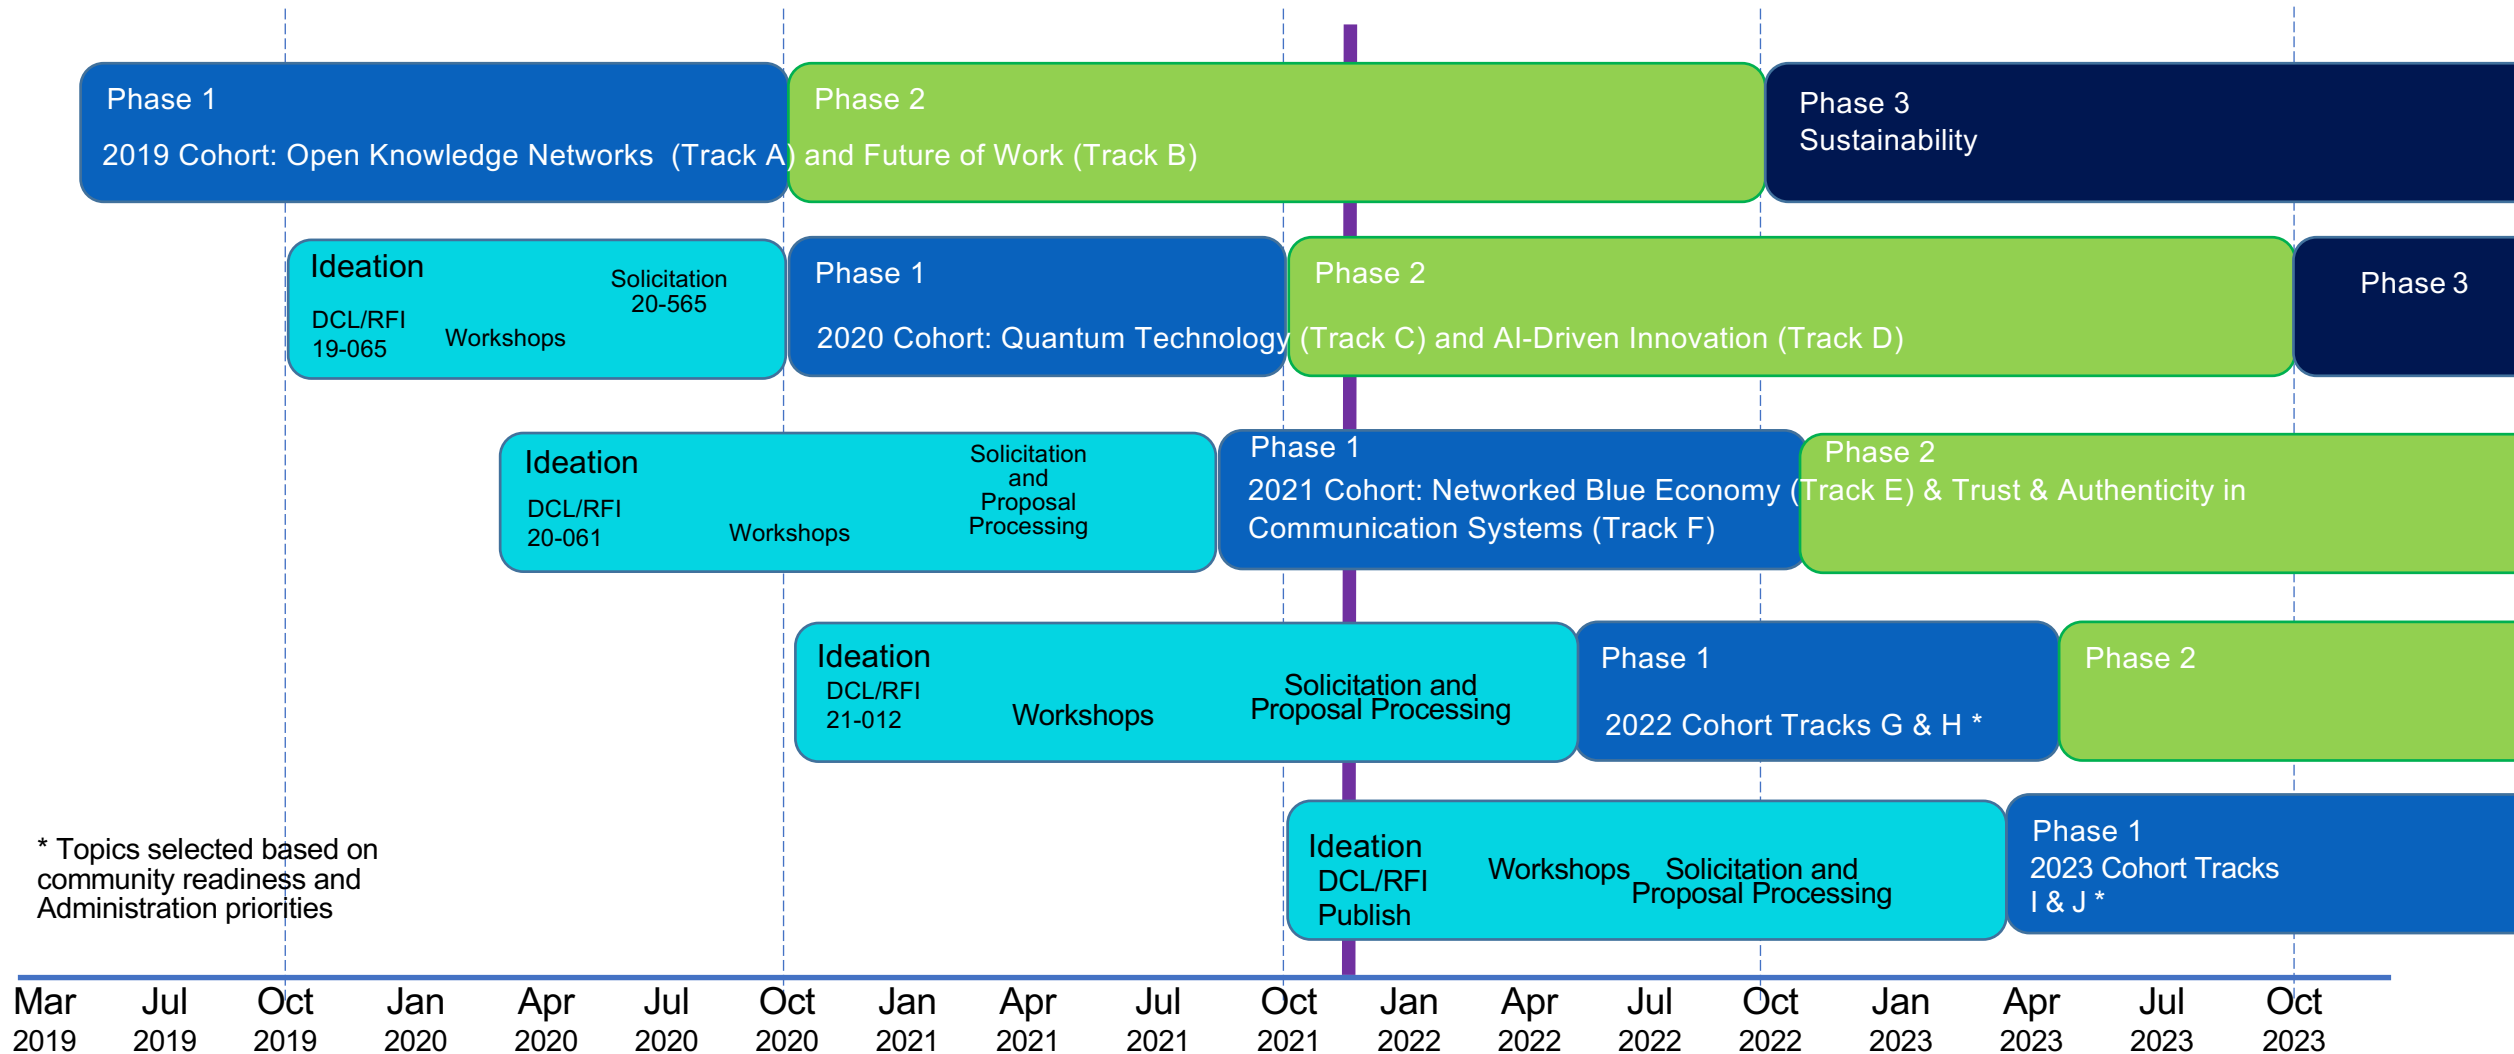 Phase 1
2019 Cohort: Open Knowledge Networks  (Track A) and Future of Work (Track B)
Phase 2
Phase 3
Sustainability
Ideation
DCL/RFI
19-065
Workshops
Solicitation
20-565
Phase 1
2020 Cohort: Quantum Technology (Track C) and AI-Driven Innovation (Track D)
Phase 2
Phase 3
Ideation
DCL/RFI
20-061
Workshops
Solicitation
and
Proposal
Processing
Phase 1
2021 Cohort: Networked Blue Economy (Track E) & Trust & Authenticity in
Communication Systems (Track F)
Phase 2
Ideation
DCL/RFI
21-012
Workshops
Solicitation and
Proposal Processing
Phase 1
2022 Cohort Tracks G & H *
Phase 2
Ideation
DCL/RFI
Publish
Workshops
Solicitation and
Proposal Processing
Phase 1
2023 Cohort Tracks
I & J *
* Topics selected based on
community readiness and
Administration priorities
Mar Jul Oct Jan Apr Jul Oct Jan Apr Jul Oct Jan Apr Jul Oct Jan Apr Jul Oct
2019 2019 2019 2020 2020 2020 2020 2021 2021 2021 2021 2022 2022 2022 2022 2023 2023 2023 2023